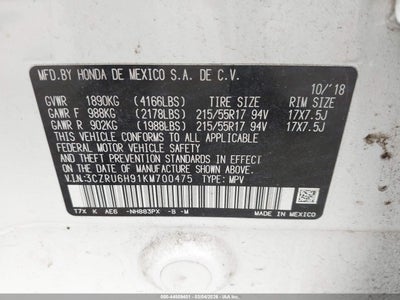 MFD.BY HONDA DE MEXICO S.A. DE C.V. 10/'18
GVWR 1890KG (4166LBS) TIRE SIZE RIM SIZE
GAWR F 988KG (2178LBS) 215/55R17 94V 17X7.5J
GAWR R 902KG (1988LBS) 215/55R17 94V 17X7.5J
THIS VEHICLE CONFORMS TO ALL APPLICABLE
FEDERAL MOTOR VEHICLE SAFETY AND
THEFT PREVENTION STANDARDS IN EFFECT ON
THE DATE OF MANUFACTURE SHOWN ABOVE.
V.I.N:3CZRU6H91KM700475 TYPE: MPV
T7X K AE6 -NH883PX -B -M
MADE IN MEXICO